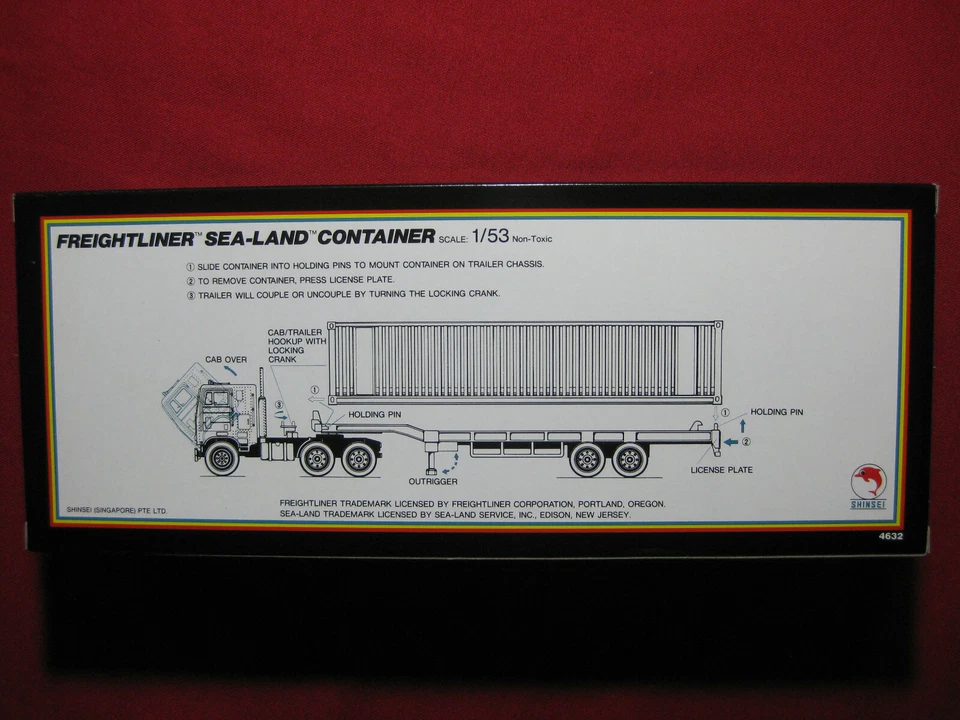 FREIGHTLINER™ SEA-LAND™ CONTAINER SCALE: 1/53 Non-Toxic
① SLIDE CONTAINER INTO HOLDING PINS TO MOUNT CONTAINER ON TRAILER CHASSIS.
② TO REMOVE CONTAINER, PRESS LICENSE PLATE.
③ TRAILER WILL COUPLE OR UNCOUPLE BY TURNING THE LOCKING CRANK.
CAB/TRAILER
HOOKUP WITH
LOCKING
CRANK
CAB OVER
③
①
HOLDING PIN
①
HOLDING PIN
②
LICENSE PLATE
OUTRIGGER
FREIGHTLINER TRADEMARK LICENSED BY FREIGHTLINER CORPORATION, PORTLAND, OREGON.
SEA-LAND TRADEMARK LICENSED BY SEA-LAND SERVICE, INC., EDISON, NEW JERSEY.
SHINSEI (SINGAPORE) PTE LTD
SHINSEI
4632